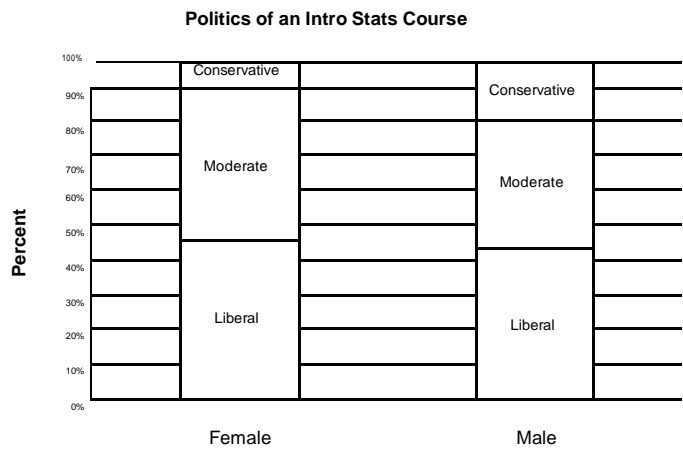 Politics of an Intro Stats Course
100%
Conservative
Conservative
90%
80%
Moderate
70%
Moderate
60%
50%
Percent
40%
30%
Liberal
Liberal
20%
10%
0%
Female Male